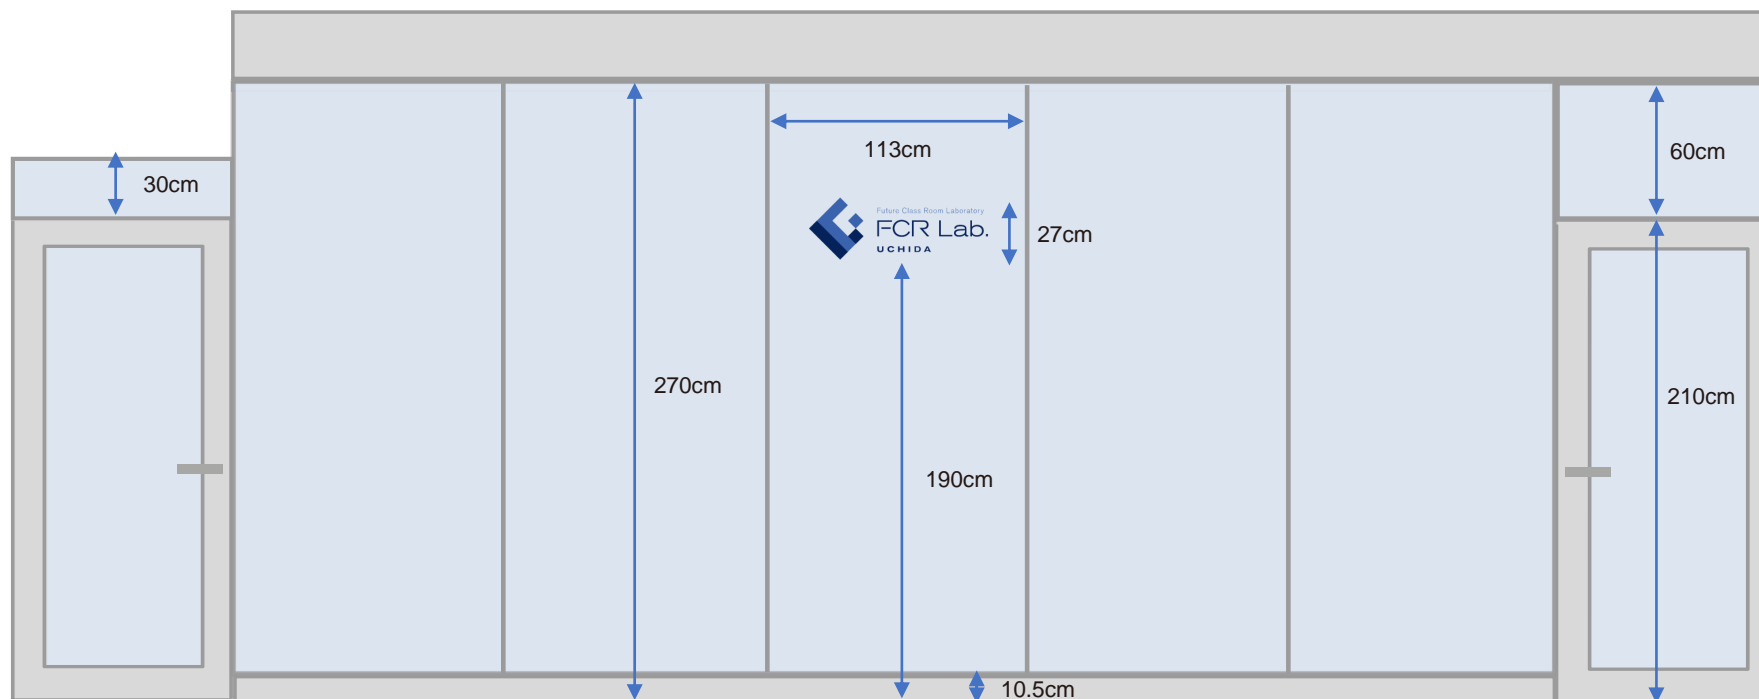 113cm
60cm
30cm
Future Class Room Laboratory
FCR Lab.
UCHIDA
27cm
270cm
210cm
190cm
10.5cm